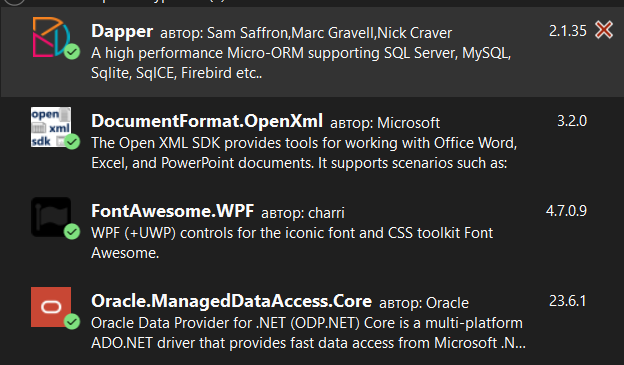 Dapper автор: Sam Saffron,Marc Gravell,Nick Craver 2.1.35
A high performance Micro-ORM supporting SQL Server, MySQL,
Sqlite, SqlCE, Firebird etc..
open
xml
sdk
DocumentFormat.OpenXml автор: Microsoft 3.2.0
The Open XML SDK provides tools for working with Office Word,
Excel, and PowerPoint documents. It supports scenarios such as:
FontAwesome.WPF автор: charri 4.7.0.9
WPF (+UWP) controls for the iconic font and CSS toolkit Font
Awesome.
Oracle.ManagedDataAccess.Core автор: Oracle 23.6.1
Oracle Data Provider for .NET (ODP.NET) Core is a multi-platform
ADO.NET driver that provides fast data access from Microsoft .N...